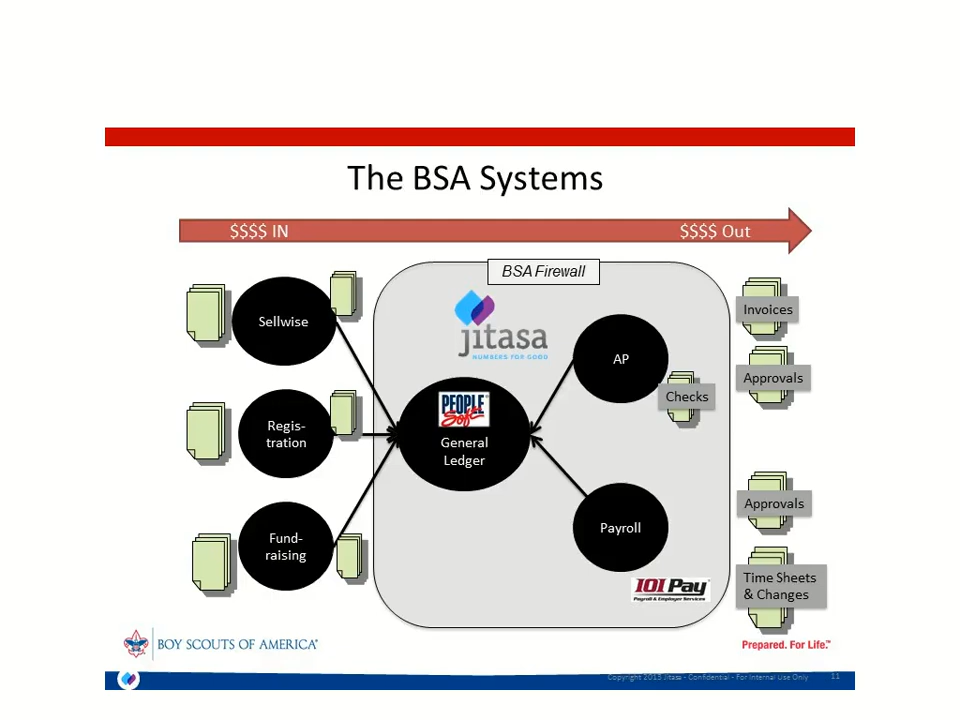 The BSA Systems
$$$$ IN
$$$$ Out
BSA Firewall
Sellwise
jitasa
NUMBERS FOR GOOD
AP
Checks
Invoices
Approvals
Regis-
tration
PEOPLE
Soft
General
Ledger
Fund-
raising
Payroll
101 Pay
Payroll & Employer Services
Approvals
Time Sheets
& Changes
BOY SCOUTS OF AMERICA®
Prepared. For Life.™
Copyright 2013 Jitasa - Confidential - For Internal Use Only
11